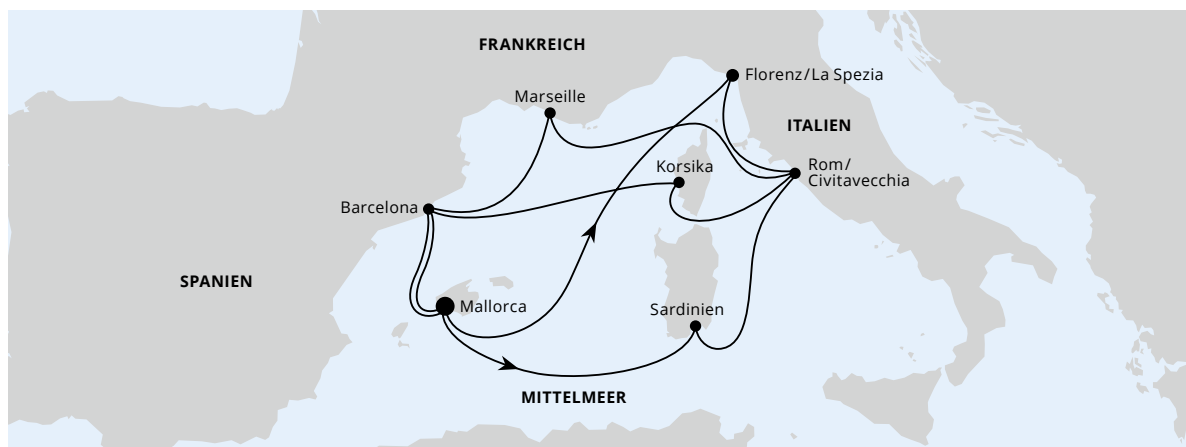 FRANKREICH
Florenz/La Spezia
Marseille
ITALIEN
Korsika
Rom/
Civitavecchia
Barcelona
SPANIEN
Mallorca
Sardinien
MITTELMEER